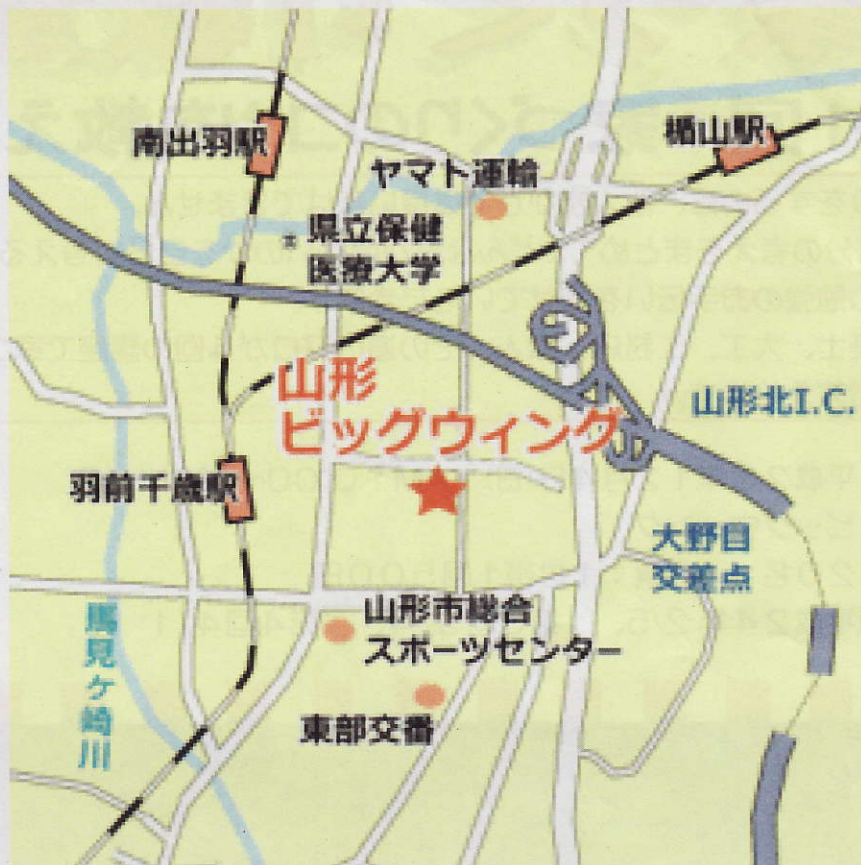 南出羽駅
楯山駅
ヤマト運輸
県立保健
医療大学
山形
ビッグウィング
山形北I.C.
羽前千歳駅
大野目
交差点
山形市総合
スポーツセンター
馬見ヶ崎川
東部交番